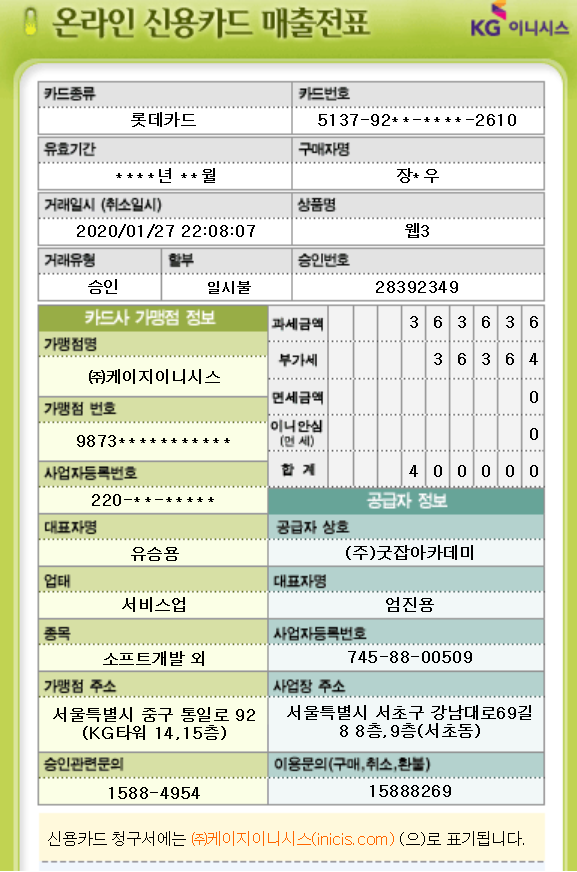 온라인 신용카드 매출전표
KG 이니시스
카드종류 카드번호
롯데카드 5137-92**-****-2610
유효기간 구매자명
****년 **월 장*우
거래일시 (취소일시) 상품명
2020/01/27 22:08:07 웹3
거래유형 할부 승인번호
승인 일시불 28392349
카드사 가맹점 정보
가맹점명
㈜케이지이니시스
가맹점 번호
9873***********
사업자등록번호
220-**-*****
대표자명
유승용
업태
서비스업
종목
소프트개발 외
가맹점 주소
서울특별시 중구 통일로 92
(KG타워 14,15층)
승인관련문의
1588-4954
과세금액 3 6 3 6 3 6
부가세 3 6 3 6 4
면세금액 0
이니안심
(면 세) 0
합 계 4 0 0 0 0 0
공급자 정보
공급자 상호
(주)굿잡아카데미
대표자명
엄진용
사업자등록번호
745-88-00509
사업장 주소
서울특별시 서초구 강남대로69길
8 8층,9층(서초동)
이용문의(구매,취소,환불)
15888269
신용카드 청구서에는 ㈜케이지이니시스(inicis.com) (으)로 표기됩니다.